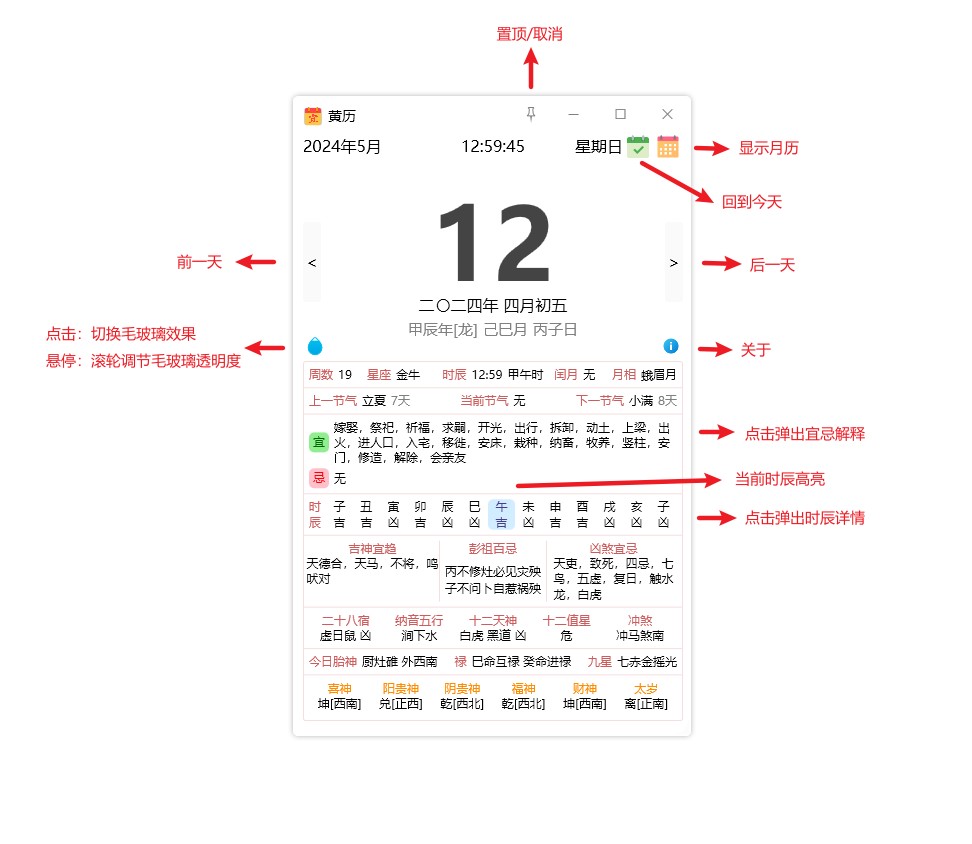 置顶/取消
黄历
2024年5月 12:59:45 星期日
显示月历
回到今天
12
前一天
<
>
后一天
二〇二四年 四月初五
甲辰年[龙] 己巳月 丙子日
点击：切换毛玻璃效果
悬停：滚轮调节毛玻璃透明度
关于
周数 19 星座 金牛 时辰 12:59 甲午时 闰月 无 月相 蛾眉月
上一节气 立夏 7天 当前节气 无 下一节气 小满 8天
宜
嫁娶，祭祀，祈福，求嗣，开光，出行，拆卸，动土，上梁，出
火，进人口，入宅，移徙，安床，栽种，纳畜，牧养，竖柱，安
门，修造，解除，会亲友
点击弹出宜忌解释
忌 无
当前时辰高亮
时 子 丑 寅 卯 辰 巳 午 未 申 酉 戌 亥 子
辰 吉 吉 凶 吉 凶 凶 吉 凶 吉 吉 凶 凶 凶
点击弹出时辰详情
吉神宜趋
天德合，天马，不将，鸣
吠对
彭祖百忌
丙不修灶必见灾殃
子不问卜自惹祸殃
凶煞宜忌
天吏，致死，四忌，七
鸟，五虚，复日，触水
龙，白虎
二十八宿 纳音五行 十二天神 十二值星 冲煞
虚日鼠 凶 涧下水 白虎 黑道 凶 危 冲马煞南
今日胎神 厨灶碓 外西南 禄 巳命互禄 癸命进禄 九星 七赤金摇光
喜神 阳贵神 阴贵神 福神 财神 太岁
坤[西南] 兑[正西] 乾[西北] 乾[西北] 坤[西南] 离[正南]